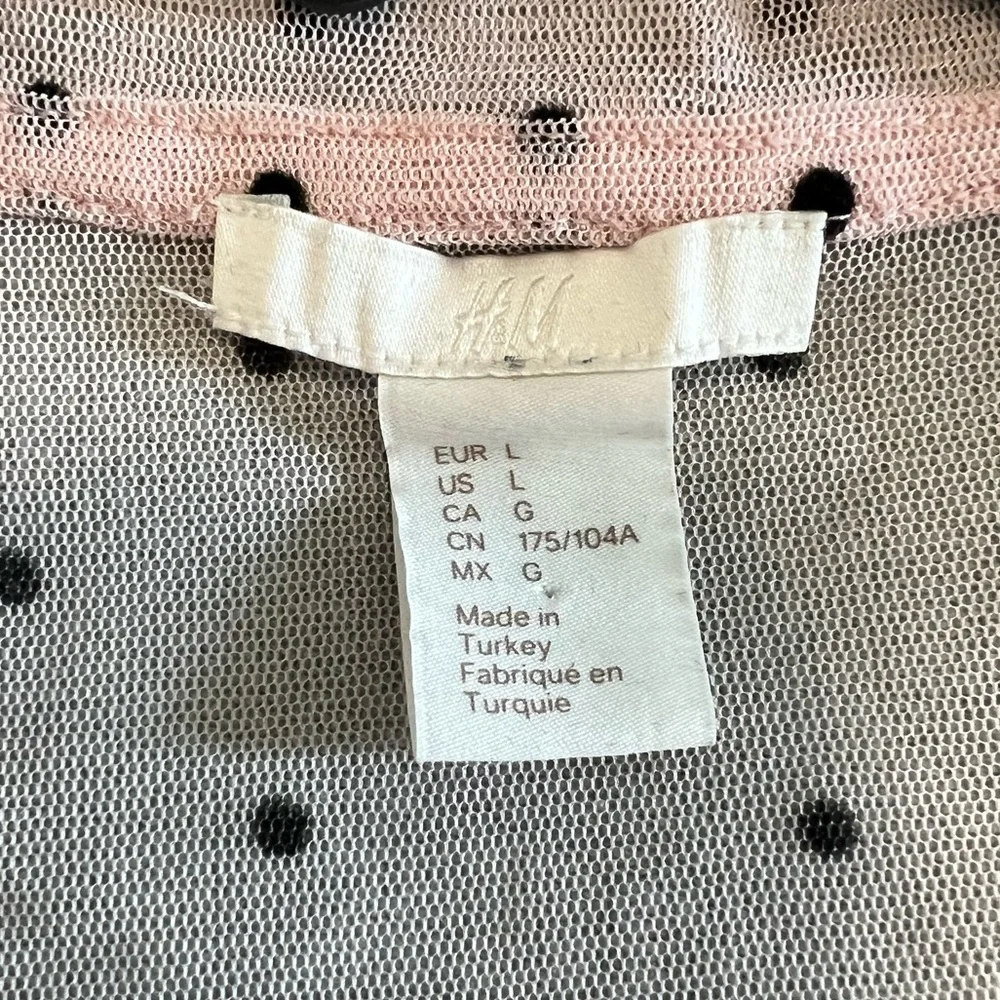 H&M
EUR L
US L
CA G
CN 175/104A
MX G
Made in
Turkey
Fabriqué en
Turquie